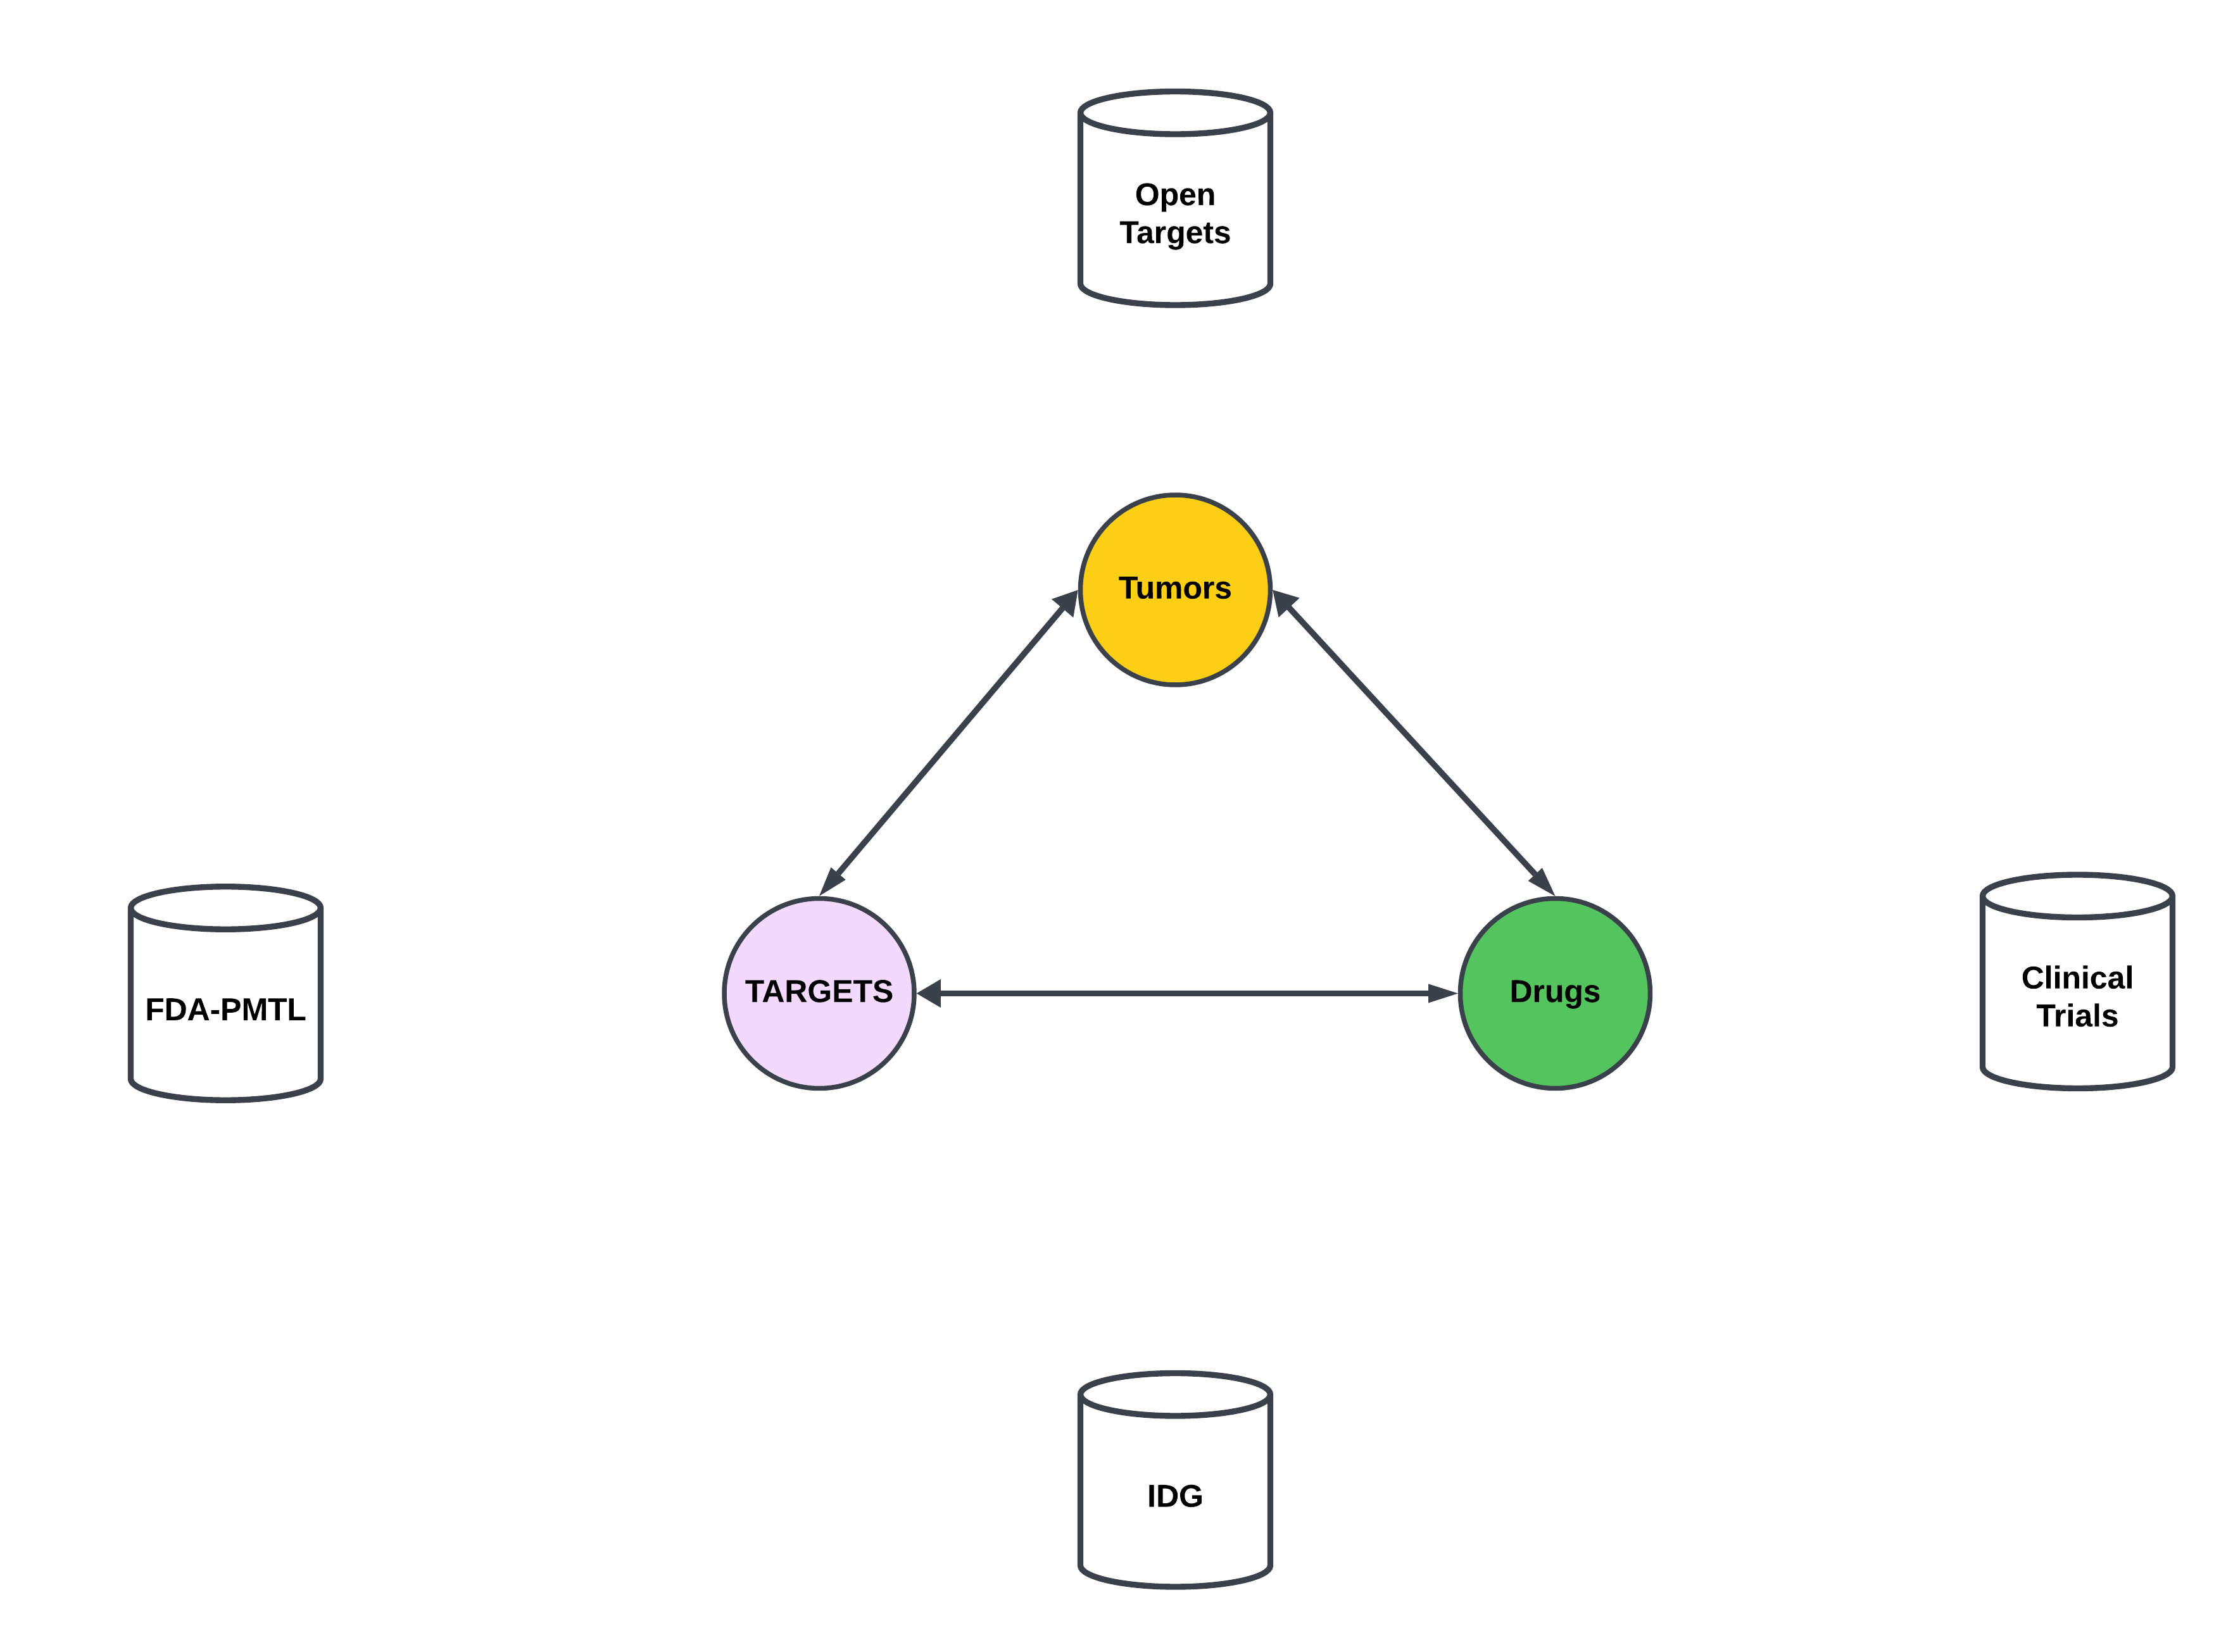 Open
Targets
Tumors
FDA-PMTL
TARGETS
Drugs
Clinical
Trials
IDG